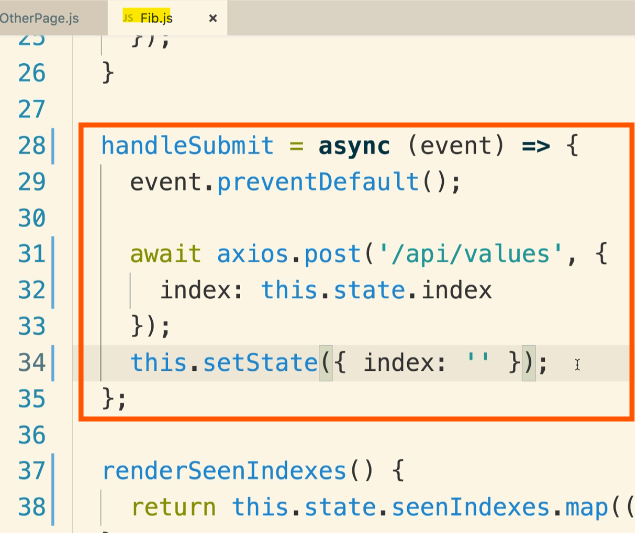 OtherPage.js
JS Fib.js ×
25 });
26 }
27
28 handleSubmit = async (event) => {
29 event.preventDefault();
30
31 await axios.post('/api/values', {
32 index: this.state.index
33 });
34 this.setState({ index: '' });
35 };
36
37 renderSeenIndexes() {
38 return this.state.seenIndexes.map((